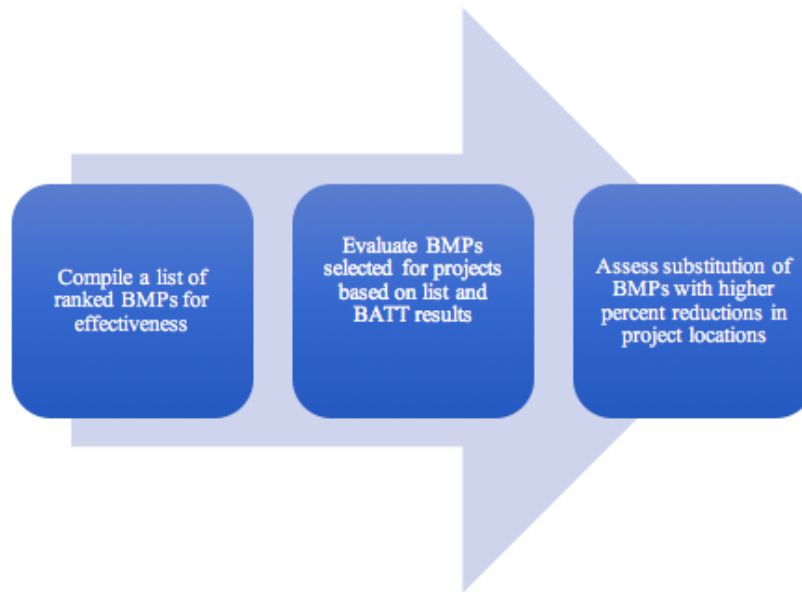 Compile a list of
ranked BMPs for
effectiveness
Evaluate BMPs
selected for projects
based on list and
BATT results
Assess substitution of
BMPs with higher
percent reductions in
project locations